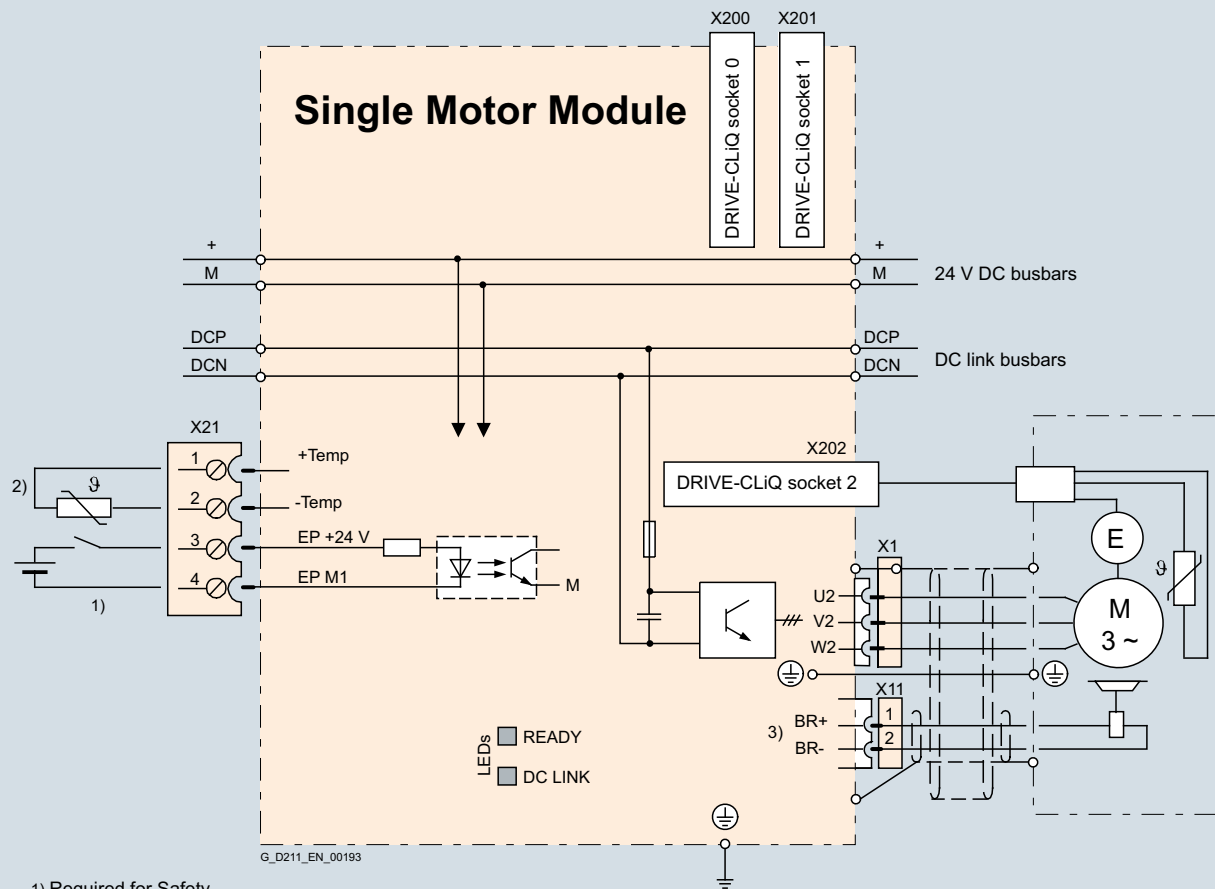 X200 X201
DRIVE-CLiQ socket 0
DRIVE-CLiQ socket 1
Single Motor Module
+ +
M M 24 V DC busbars
DCP DCP
DCN DCN DC link busbars
X21
1 +Temp
2) ϑ 2 -Temp
3 EP +24 V
4 EP M1
1)
M
X202
DRIVE-CLiQ socket 2
E
ϑ
X1
U2
V2
W2
M
3 ~
X11
3) BR+ 1
BR- 2
LEDs
READY
DC LINK
G_D211_EN_00193
1) Required for Safety